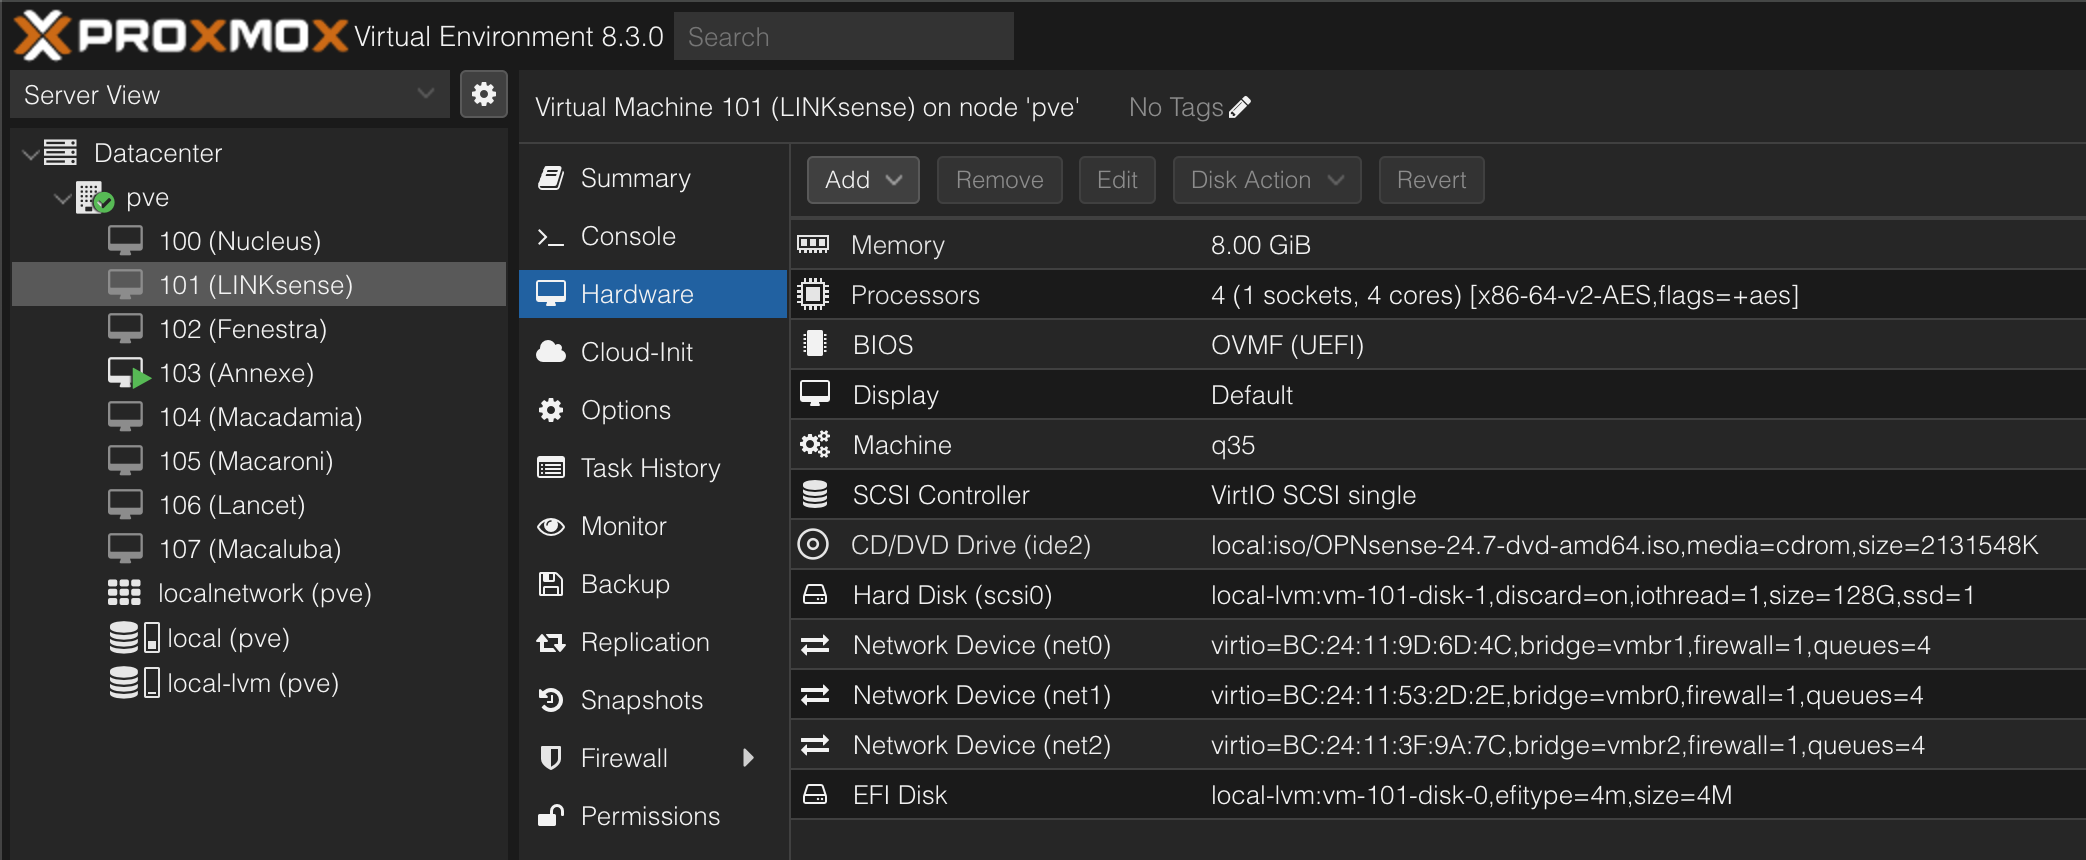 PROXMOX Virtual Environment 8.3.0 Search
Server View
Virtual Machine 101 (LINKsense) on node 'pve' No Tags
Datacenter
pve
100 (Nucleus)
101 (LINKsense)
102 (Fenestra)
103 (Annexe)
104 (Macadamia)
105 (Macaroni)
106 (Lancet)
107 (Macaluba)
localnetwork (pve)
local (pve)
local-lvm (pve)
Summary
Console
Hardware
Cloud-Init
Options
Task History
Monitor
Backup
Replication
Snapshots
Firewall
Permissions
Add Remove Edit Disk Action Revert
Memory 8.00 GiB
Processors 4 (1 sockets, 4 cores) [x86-64-v2-AES,flags=+aes]
BIOS OVMF (UEFI)
Display Default
Machine q35
SCSI Controller VirtIO SCSI single
CD/DVD Drive (ide2) local:iso/OPNsense-24.7-dvd-amd64.iso,media=cdrom,size=2131548K
Hard Disk (scsi0) local-lvm:vm-101-disk-1,discard=on,iothread=1,size=128G,ssd=1
Network Device (net0) virtio=BC:24:11:9D:6D:4C,bridge=vmbr1,firewall=1,queues=4
Network Device (net1) virtio=BC:24:11:53:2D:2E,bridge=vmbr0,firewall=1,queues=4
Network Device (net2) virtio=BC:24:11:3F:9A:7C,bridge=vmbr2,firewall=1,queues=4
EFI Disk local-lvm:vm-101-disk-0,efitype=4m,size=4M